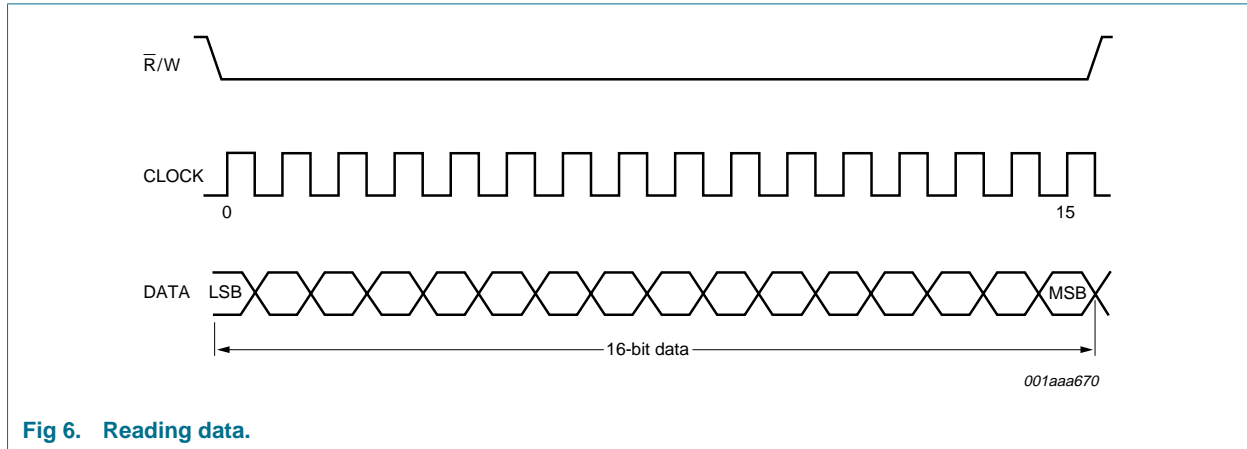 R̅/W
CLOCK
0 15
DATA LSB MSB
16-bit data
001aaa670
Fig 6. Reading data.